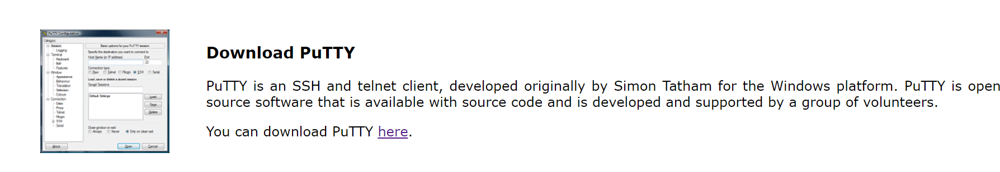 PuTTY Configuration
Category:
Session
Logging
Terminal
Keyboard
Bell
Features
Window
Appearance
Behaviour
Translation
Selection
Colours
Connection
Data
Proxy
Telnet
Rlogin
SSH
Serial
Basic options for your PuTTY session
Specify the destination you want to connect to
Host Name (or IP address) Port
22
Connection type:
Raw Telnet Rlogin SSH Serial
Load, save or delete a stored session
Saved Sessions
Default Settings
Load
Save
Delete
Close window on exit:
Always Never Only on clean exit
About Open Cancel
Download PuTTY
PuTTY is an SSH and telnet client, developed originally by Simon Tatham for the Windows platform. PuTTY is open
source software that is available with source code and is developed and supported by a group of volunteers.
You can download PuTTY here.